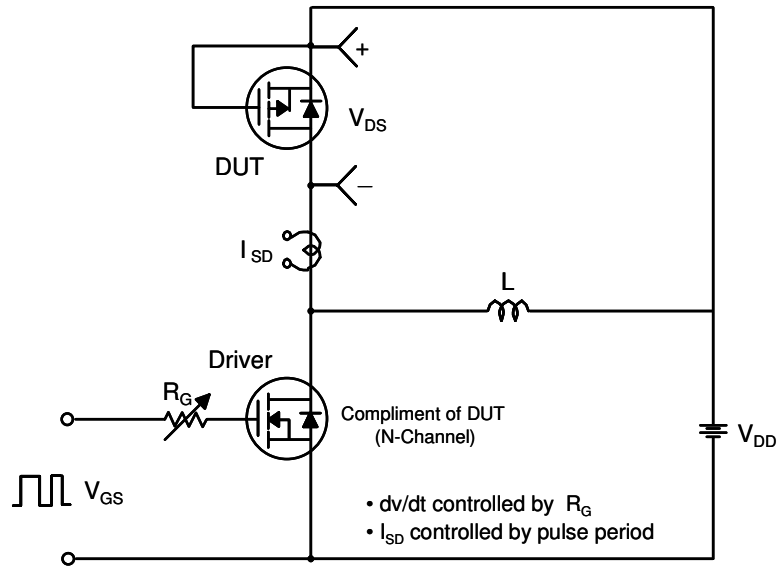 +
V_DS
DUT
–
I_SD
L
Driver
R_G
Compliment of DUT
(N-Channel)
V_DD
V_GS
• dv/dt controlled by R_G
• I_SD controlled by pulse period